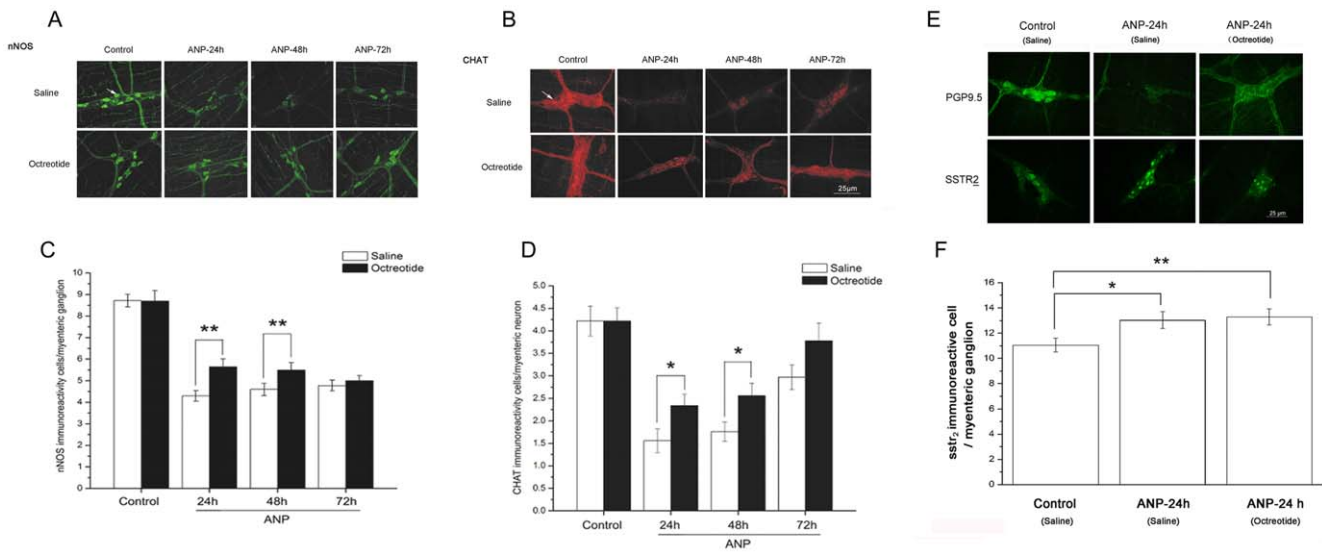 A
nNOS
Control ANP-24h ANP-48h ANP-72h
Saline
Octreotide
B
CHAT
Control ANP-24h ANP-48h ANP-72h
Saline
Octreotide
25μm
E
Control ANP-24h ANP-24h
(Saline) (Saline) (Octreotide)
PGP9.5
SSTR2
25 μm
C
Saline
Octreotide
nNOS immunoreactivity cells/myenteric ganglion
9
8
7
6
5
4
3
2
1
0
** **
Control 24h 48h 72h
ANP
D
Saline
Octreotide
CHAT immunoreactivity cells/myenteric neuron
5.0
4.5
4.0
3.5
3.0
2.5
2.0
1.5
1.0
0.5
0.0
* *
Control 24h 48h 72h
ANP
F
sstr₂ immunoreactive cell
/ myenteric ganglion
16
14
12
10
8
6
4
2
0
**
*
Control ANP-24h ANP-24 h
(Saline) (Saline) (Octreotide)